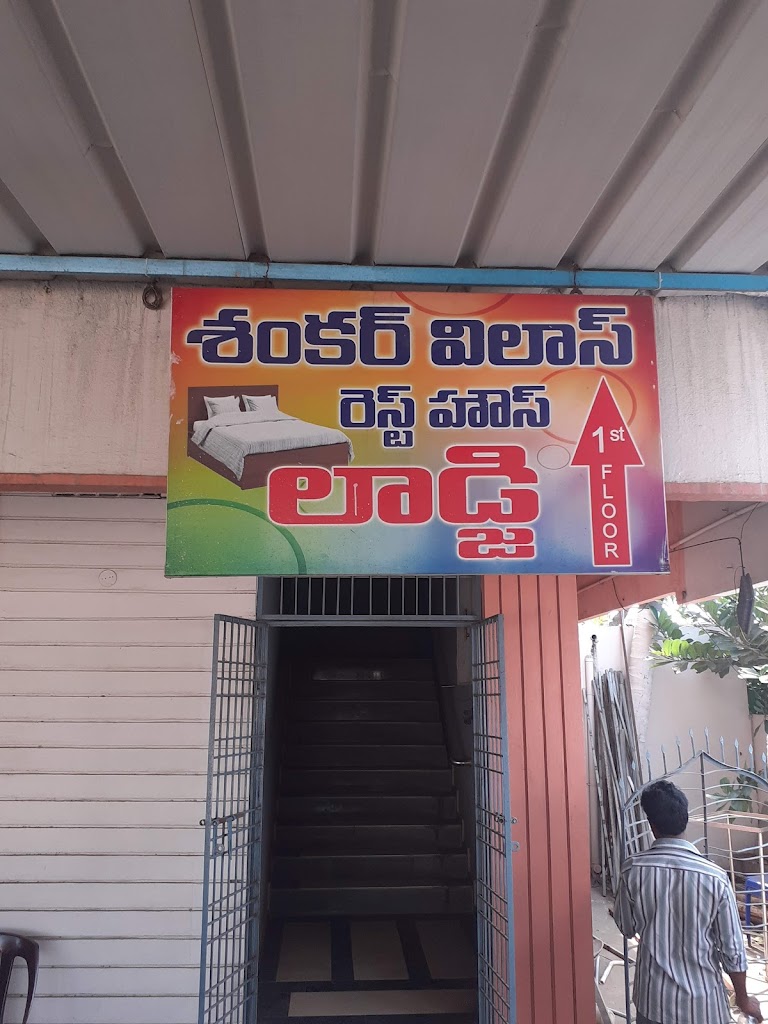 శంకర్ విలాస్
రెస్ట్ హౌస్
లాడ్జి
1st
FLOOR